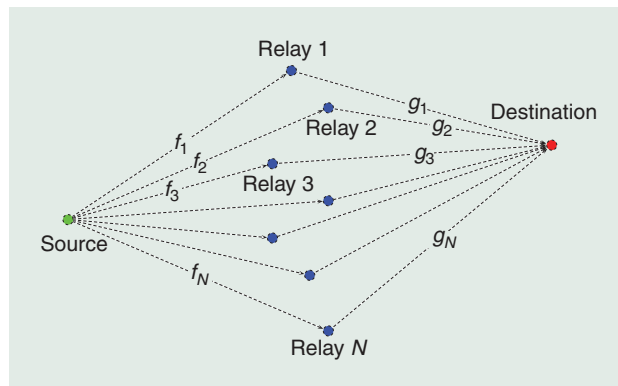 Relay 1
g1
Destination
g2
Relay 2
f1
f2
g3
f3
Relay 3
Source
gN
fN
Relay N